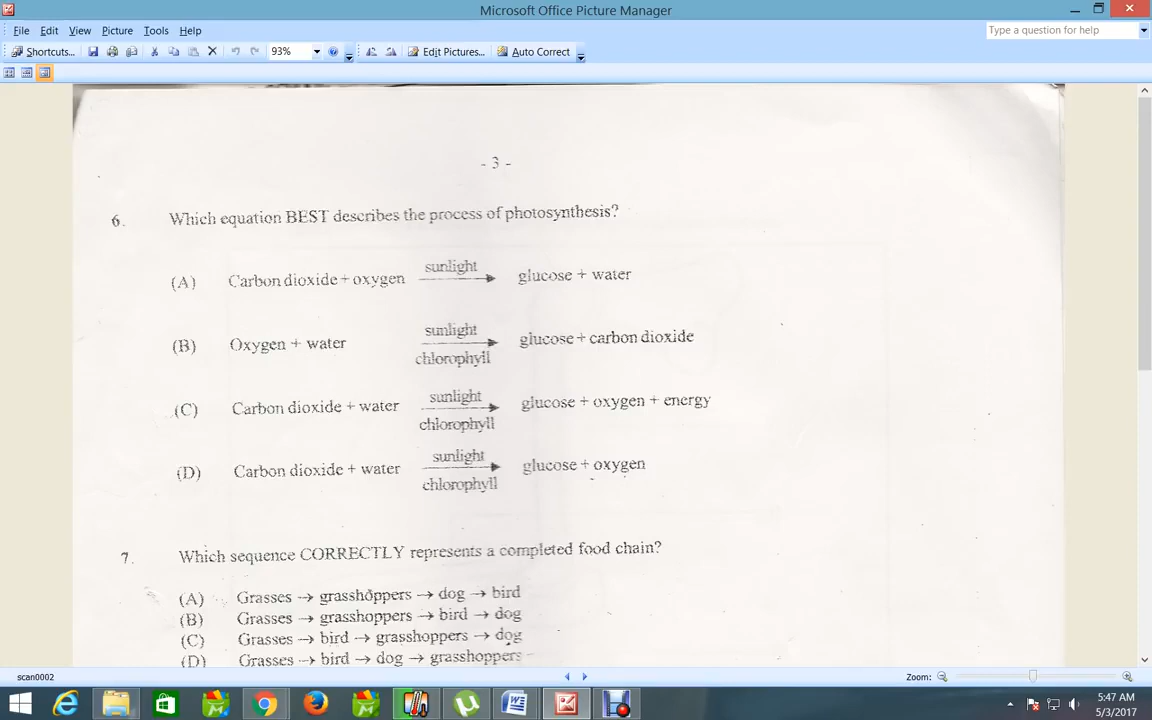 Microsoft Office Picture Manager
File Edit View Picture Tools Help
Type a question for help
Shortcuts... 93% Edit Pictures... Auto Correct
- 3 -
6. Which equation BEST describes the process of photosynthesis?
sunlight
(A) Carbon dioxide + oxygen → glucose + water
sunlight
(B) Oxygen + water → glucose + carbon dioxide
chlorophyll
sunlight
(C) Carbon dioxide + water → glucose + oxygen + energy
chlorophyll
sunlight
(D) Carbon dioxide + water → glucose + oxygen
chlorophyll
7. Which sequence CORRECTLY represents a completed food chain?
(A) Grasses → grasshoppers → dog → bird
(B) Grasses → grasshoppers → bird → dog
(C) Grasses → bird → grasshoppers → dog
(D) Grasses → bird → dog → grasshoppers
scan0002 Zoom:
5:47 AM
5/3/2017